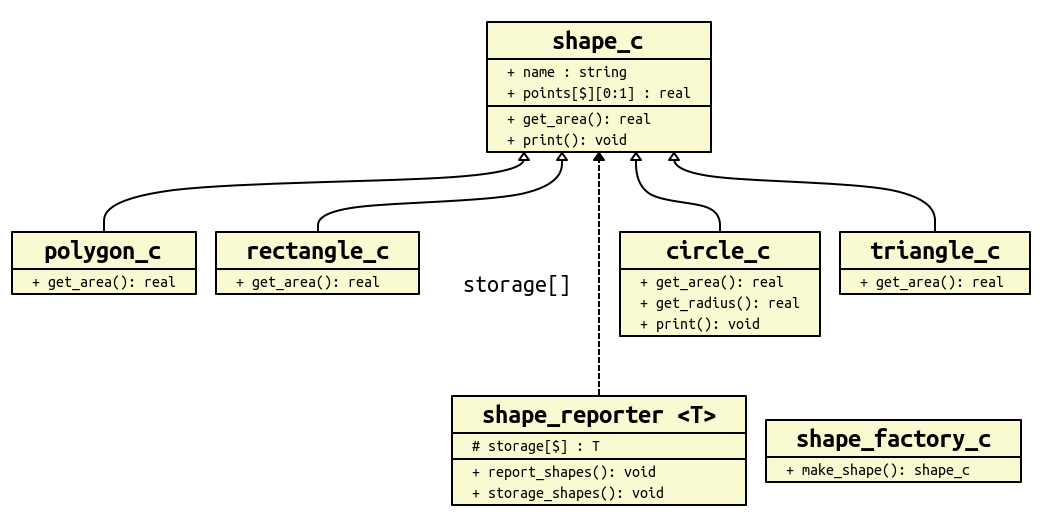 shape_c
+ name : string
+ points[$][0:1] : real
+ get_area(): real
+ print(): void
polygon_c
+ get_area(): real
rectangle_c
+ get_area(): real
storage[]
circle_c
+ get_area(): real
+ get_radius(): real
+ print(): void
triangle_c
+ get_area(): real
shape_reporter <T>
# storage[$] : T
+ report_shapes(): void
+ storage_shapes(): void
shape_factory_c
+ make_shape(): shape_c